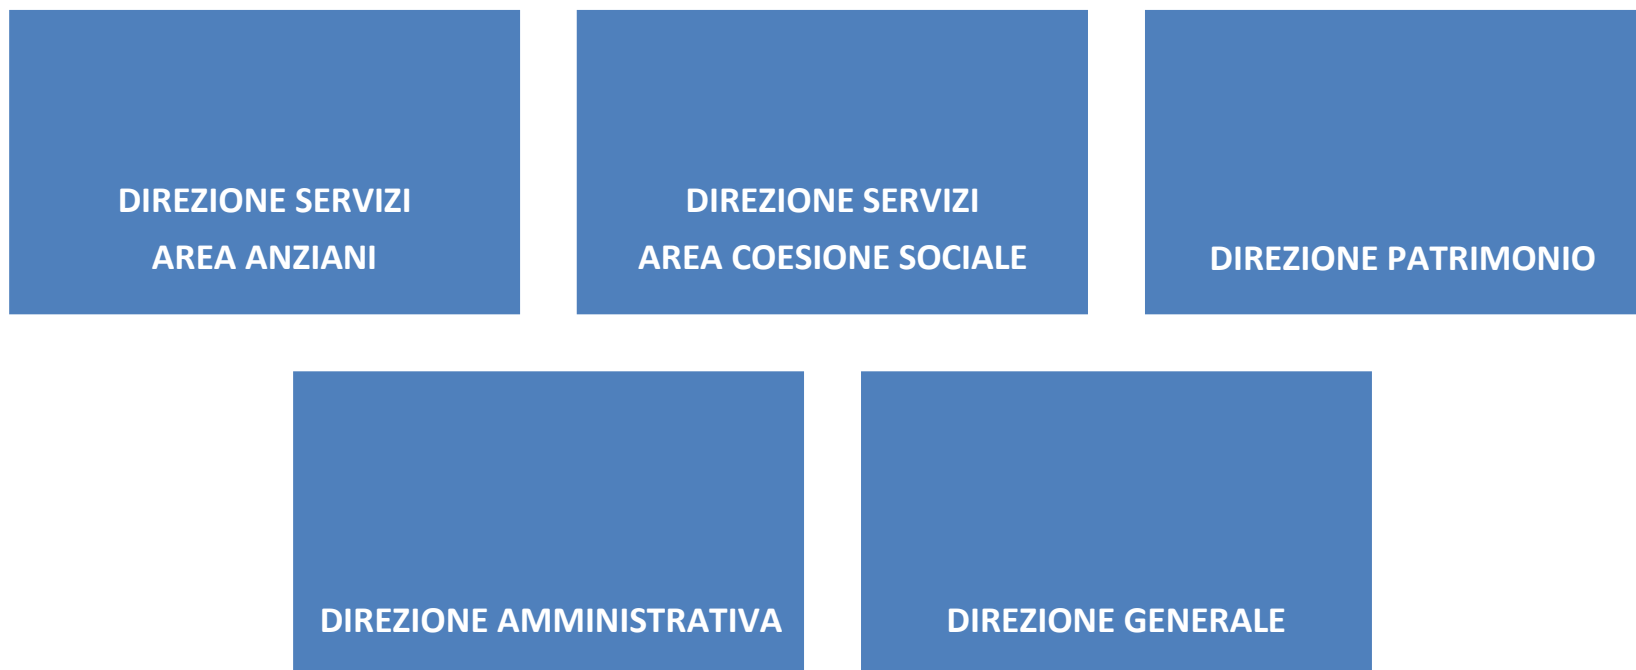 DIREZIONE SERVIZI
AREA ANZIANI
DIREZIONE SERVIZI
AREA COESIONE SOCIALE
DIREZIONE PATRIMONIO
DIREZIONE AMMINISTRATIVA
DIREZIONE GENERALE